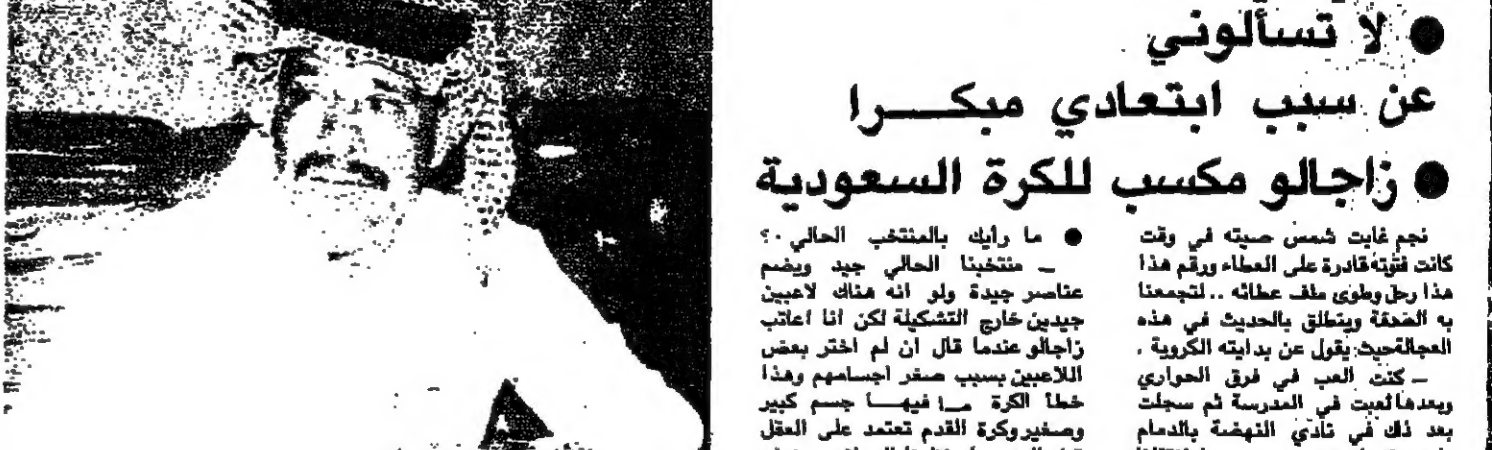 ● لا تسألوني
عن سبب ابتعادي مبكـــرا
● زاجالو مكسب للكرة السعودية
نجم غابت شمس صيته في وقت
كانت فتوته قادرة على العطاء ورقم هذا
هذا رحل وطوى ملف عطائه .. لتجمعنا
به الصدفة وينطلق بالحديث في هذه
العجالة حيث يقول عن بدايته الكروية .
ـ كنت العب في فرق الحواري
وبعدها لعبت في المدرسة ثم سجلت
بعد ذلك في نادي النهضة بالدمام
● ما رأيك بالمنتخب الحالي .؟
ـ منتخبنا الحالي جيد ويضم
عناصر جيدة ولو انه هناك لاعبين
جيدين خارج التشكيلة لكن انا اعاتب
زاجالو عندما قال ان لم اختر بعض
اللاعبين بسبب صغر اجسامهم وهذا
خطأ الكرة مـا فيهــا جسم كبير
وصغير وكرة القدم تعتمد على العقل